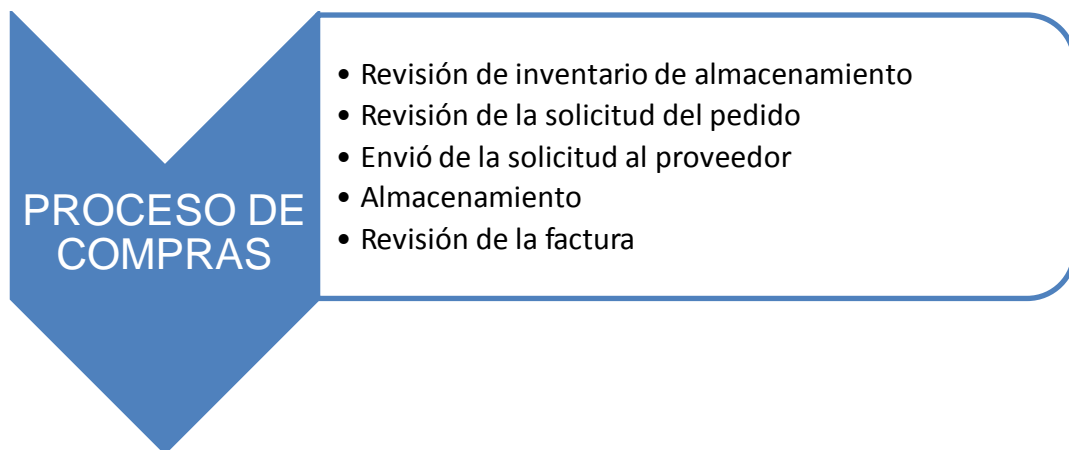 PROCESO DE
COMPRAS
• Revisión de inventario de almacenamiento
• Revisión de la solicitud del pedido
• Envió de la solicitud al proveedor
• Almacenamiento
• Revisión de la factura